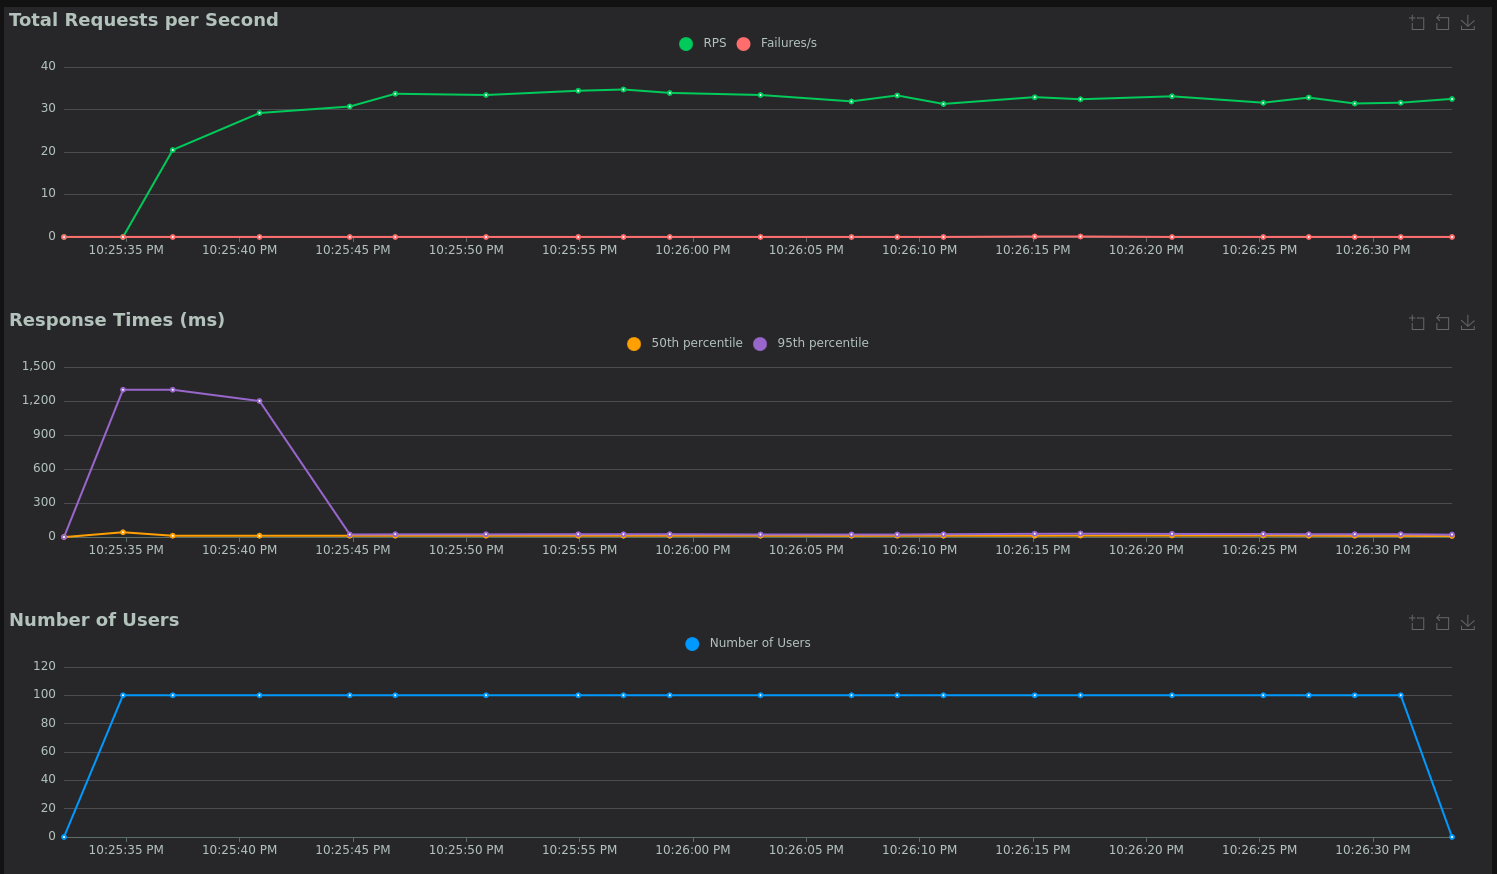 Total Requests per Second
RPS Failures/s
40
30
20
10
0
10:25:35 PM 10:25:40 PM 10:25:45 PM 10:25:50 PM 10:25:55 PM 10:26:00 PM 10:26:05 PM 10:26:10 PM 10:26:15 PM 10:26:20 PM 10:26:25 PM 10:26:30 PM
Response Times (ms)
50th percentile 95th percentile
1,500
1,200
900
600
300
0
10:25:35 PM 10:25:40 PM 10:25:45 PM 10:25:50 PM 10:25:55 PM 10:26:00 PM 10:26:05 PM 10:26:10 PM 10:26:15 PM 10:26:20 PM 10:26:25 PM 10:26:30 PM
Number of Users
Number of Users
120
100
80
60
40
20
0
10:25:35 PM 10:25:40 PM 10:25:45 PM 10:25:50 PM 10:25:55 PM 10:26:00 PM 10:26:05 PM 10:26:10 PM 10:26:15 PM 10:26:20 PM 10:26:25 PM 10:26:30 PM